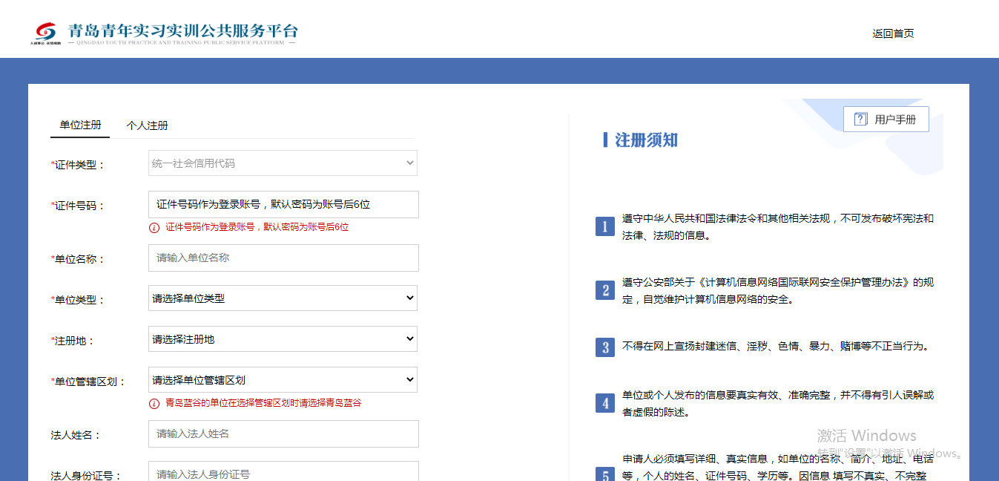 青岛青年实习实训公共服务平台
— QINGDAO YOUTH PRACTICE AND TRAINING PUBLIC SERVICE PLATFORM —
返回首页
单位注册 个人注册
*证件类型： 统一社会信用代码
*证件号码： 证件号码作为登录账号，默认密码为账号后6位
证件号码作为登录账号，默认密码为账号后6位
*单位名称： 请输入单位名称
*单位类型： 请选择单位类型
*注册地： 请选择注册地
*单位管辖区划： 请选择单位管辖区划
青岛蓝谷的单位在选择管辖区划时请选择青岛蓝谷
法人姓名： 请输入法人姓名
法人身份证号： 请输入法人身份证号
用户手册
注册须知
1 遵守中华人民共和国法律法令和其他相关法规，不可发布破坏宪法和
法律、法规的信息。
2 遵守公安部关于《计算机信息网络国际联网安全保护管理办法》的规
定，自觉维护计算机信息网络的安全。
3 不得在网上宣扬封建迷信、淫秽、色情、暴力、赌博等不正当行为。
4 单位或个人发布的信息要真实有效、准确完整，并不得有引人误解或
者虚假的陈述。
5 申请人必须填写详细、真实信息，如单位的名称、简介、地址、电话
等，个人的姓名、证件号码、学历等。因信息 填写不真实、不完整
激活 Windows
转到"设置"以激活 Windows。